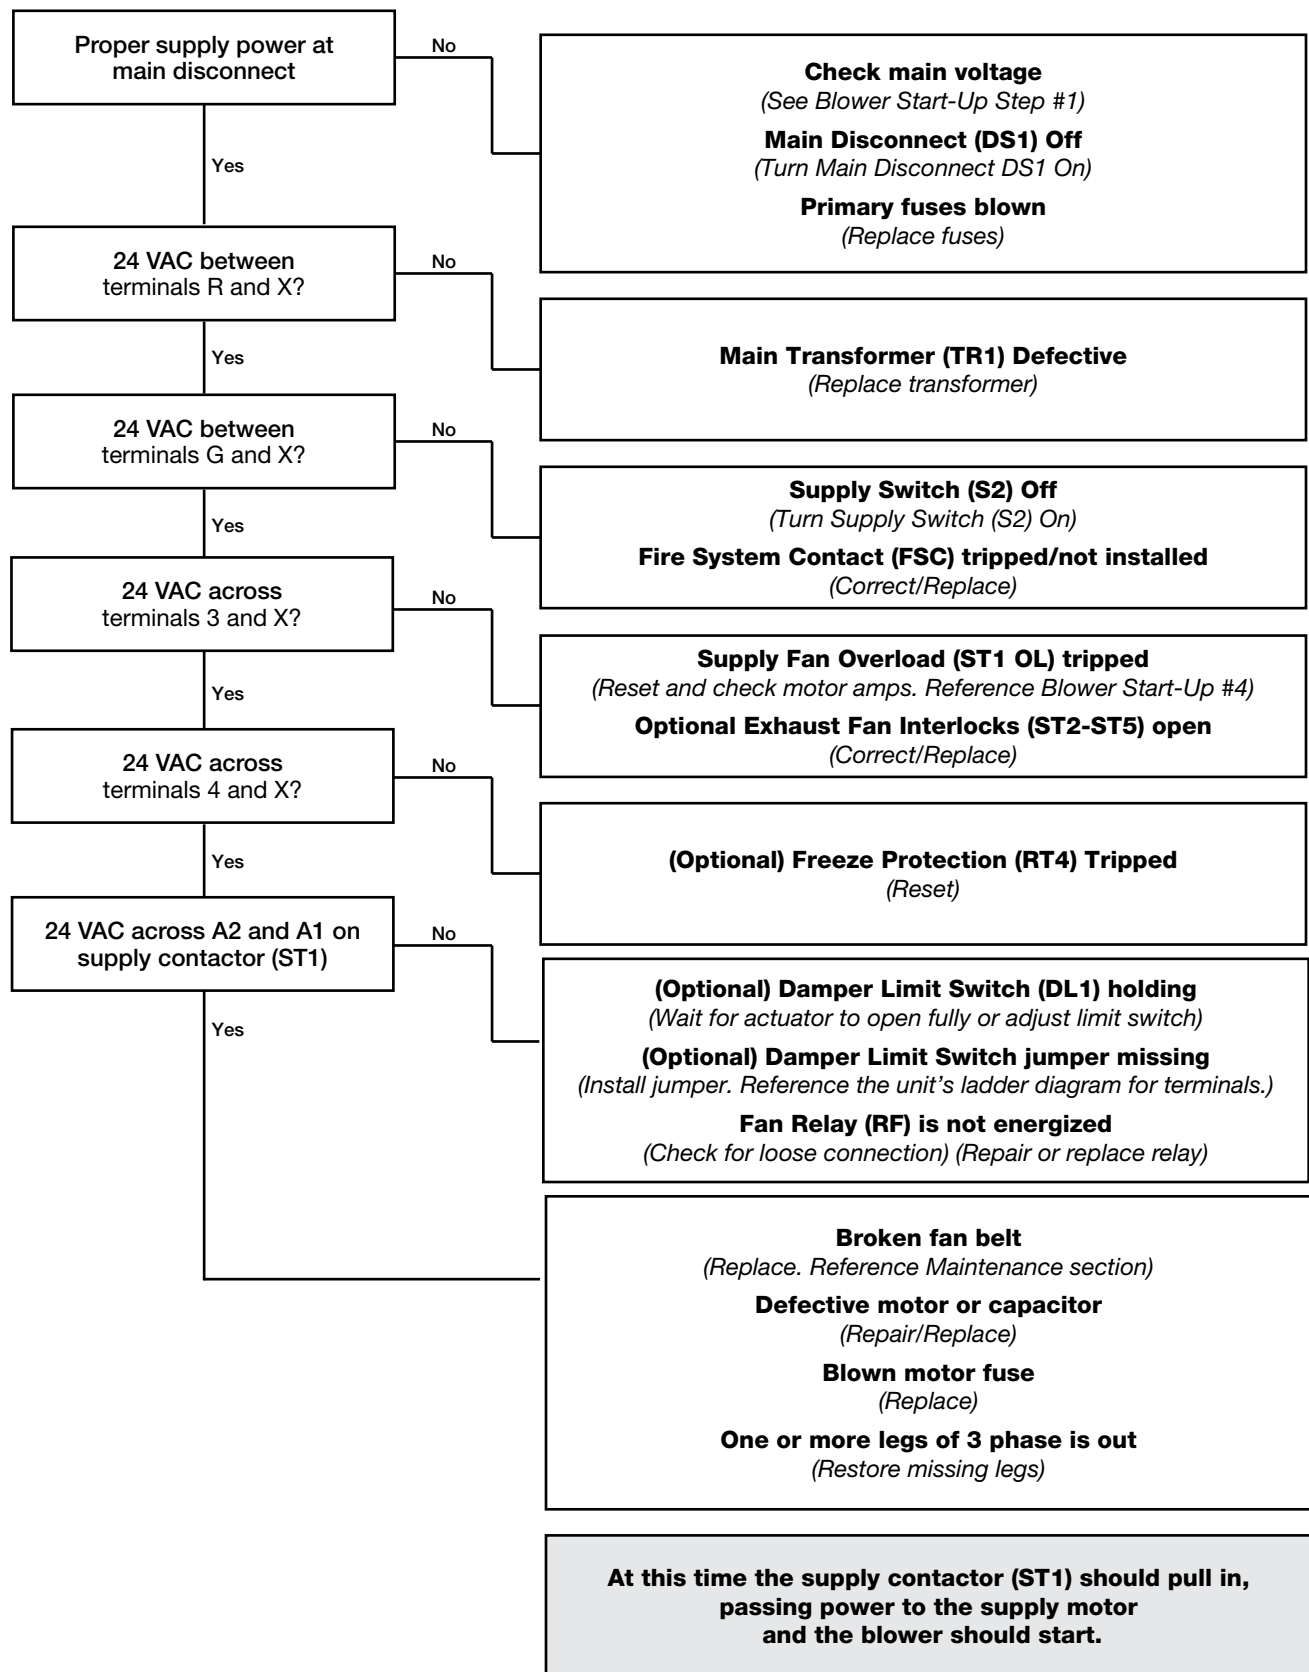 Proper supply power at
main disconnect
No
Check main voltage
(See Blower Start-Up Step #1)
Main Disconnect (DS1) Off
(Turn Main Disconnect DS1 On)
Primary fuses blown
(Replace fuses)
Yes
24 VAC between
terminals R and X?
No
Main Transformer (TR1) Defective
(Replace transformer)
Yes
24 VAC between
terminals G and X?
No
Supply Switch (S2) Off
(Turn Supply Switch (S2) On)
Fire System Contact (FSC) tripped/not installed
(Correct/Replace)
Yes
24 VAC across
terminals 3 and X?
No
Supply Fan Overload (ST1 OL) tripped
(Reset and check motor amps. Reference Blower Start-Up #4)
Optional Exhaust Fan Interlocks (ST2-ST5) open
(Correct/Replace)
Yes
24 VAC across
terminals 4 and X?
No
(Optional) Freeze Protection (RT4) Tripped
(Reset)
Yes
24 VAC across A2 and A1 on
supply contactor (ST1)
No
(Optional) Damper Limit Switch (DL1) holding
(Wait for actuator to open fully or adjust limit switch)
(Optional) Damper Limit Switch jumper missing
(Install jumper. Reference the unit’s ladder diagram for terminals.)
Fan Relay (RF) is not energized
(Check for loose connection) (Repair or replace relay)
Yes
Broken fan belt
(Replace. Reference Maintenance section)
Defective motor or capacitor
(Repair/Replace)
Blown motor fuse
(Replace)
One or more legs of 3 phase is out
(Restore missing legs)
At this time the supply contactor (ST1) should pull in,
passing power to the supply motor
and the blower should start.